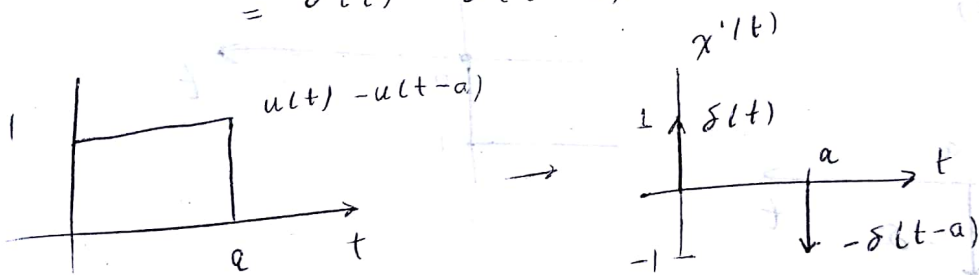 =
x'(t)
1
u(t) - u(t-a)
1
δ(t)
a
t
→
a
t
-1
-δ(t-a)